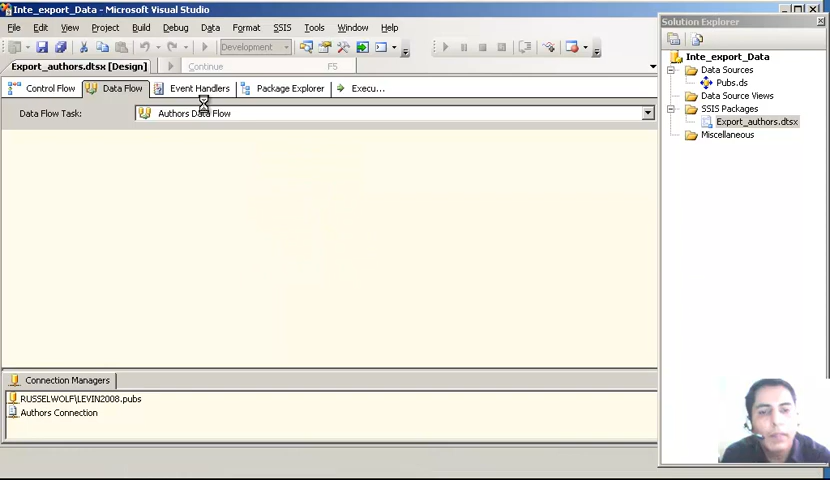 Inte_export_Data - Microsoft Visual Studio
File Edit View Project Build Debug Data Format SSIS Tools Window Help
Development
Export_authors.dtsx [Design]
Continue F5
Control Flow Data Flow Event Handlers Package Explorer Execu...
Data Flow Task: Authors Data Flow
Connection Managers
RUSSELWOLF\LEVIN2008.pubs
Authors Connection
Solution Explorer
Inte_export_Data
Data Sources
Pubs.ds
Data Source Views
SSIS Packages
Export_authors.dtsx
Miscellaneous